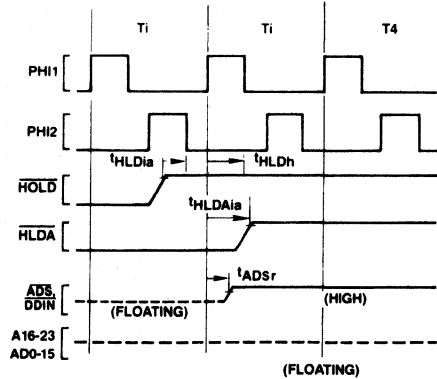 Ti Ti T4
PHI1
PHI2
tHLDia tHLDh
HOLD
tHLDAia
HLDA
tADSr
ADS,
DDIN
(FLOATING) (HIGH)
A16-23
AD0-15
(FLOATING)